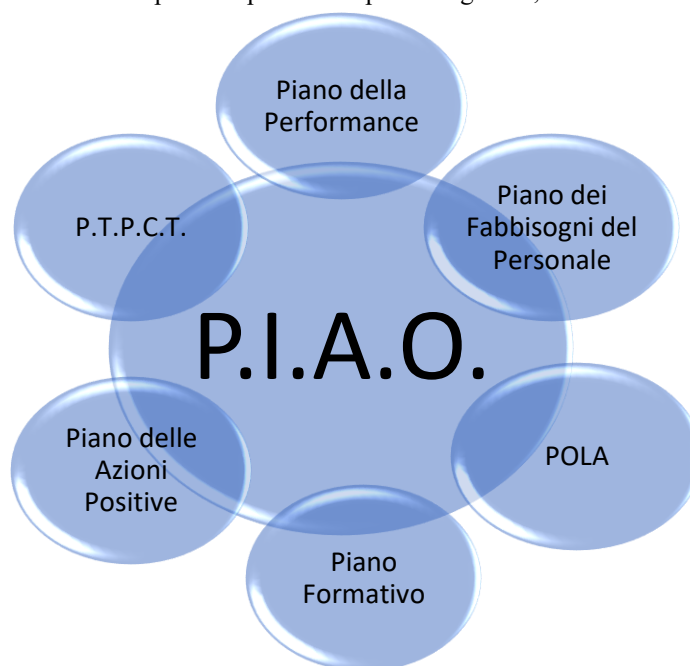 Piano della
Performance
Piano dei
Fabbisogni del
Personale
P.T.P.C.T.
P.I.A.O.
Piano delle
Azioni
Positive
POLA
Piano
Formativo